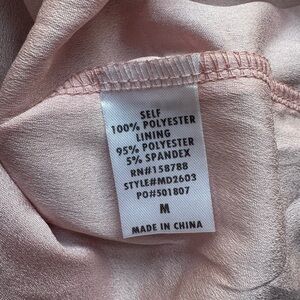 SELF
100% POLYESTER
LINING
95% POLYESTER
5% SPANDEX
RN#158788
STYLE#MD2603
PO#501807
M
MADE IN CHINA